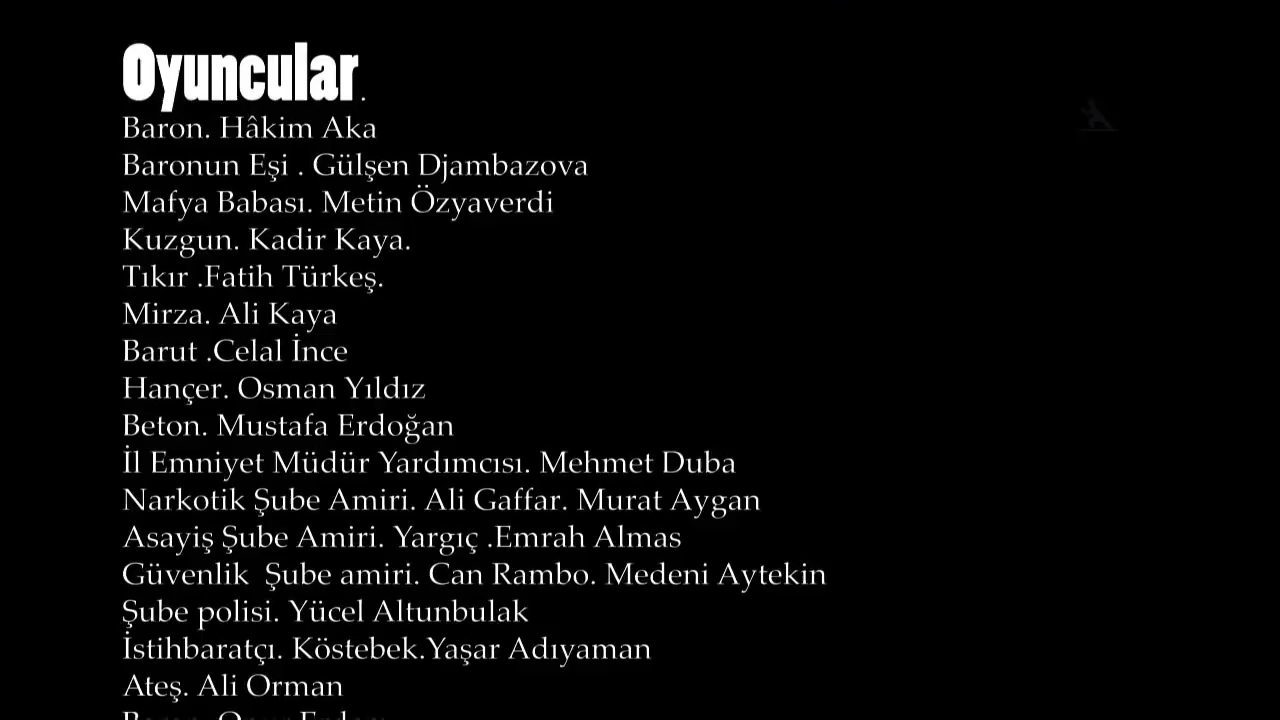 Oyuncular.
Baron. Hâkim Aka
Baronun Eşi . Gülşen Djambazova
Mafya Babası. Metin Özyaverdi
Kuzgun. Kadir Kaya.
Tıkır .Fatih Türkeş.
Mirza. Ali Kaya
Barut .Celal İnce
Hançer. Osman Yıldız
Beton. Mustafa Erdoğan
İl Emniyet Müdür Yardımcısı. Mehmet Duba
Narkotik Şube Amiri. Ali Gaffar. Murat Aygan
Asayiş Şube Amiri. Yargıç .Emrah Almas
Güvenlik  Şube amiri. Can Rambo. Medeni Aytekin
Şube polisi. Yücel Altunbulak
İstihbaratçı. Köstebek.Yaşar Adıyaman
Ateş. Ali Orman